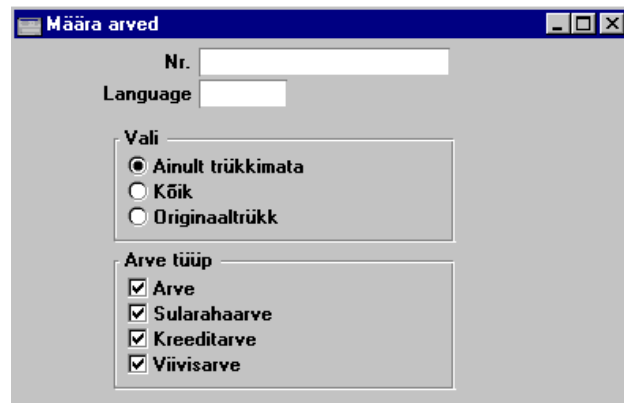 Määra arved
Nr.
Language
Vali
Ainult trükkimata
Kõik
Originaaltrükk
Arve tüüp
Arve
Sularahaarve
Kreeditarve
Viivisarve